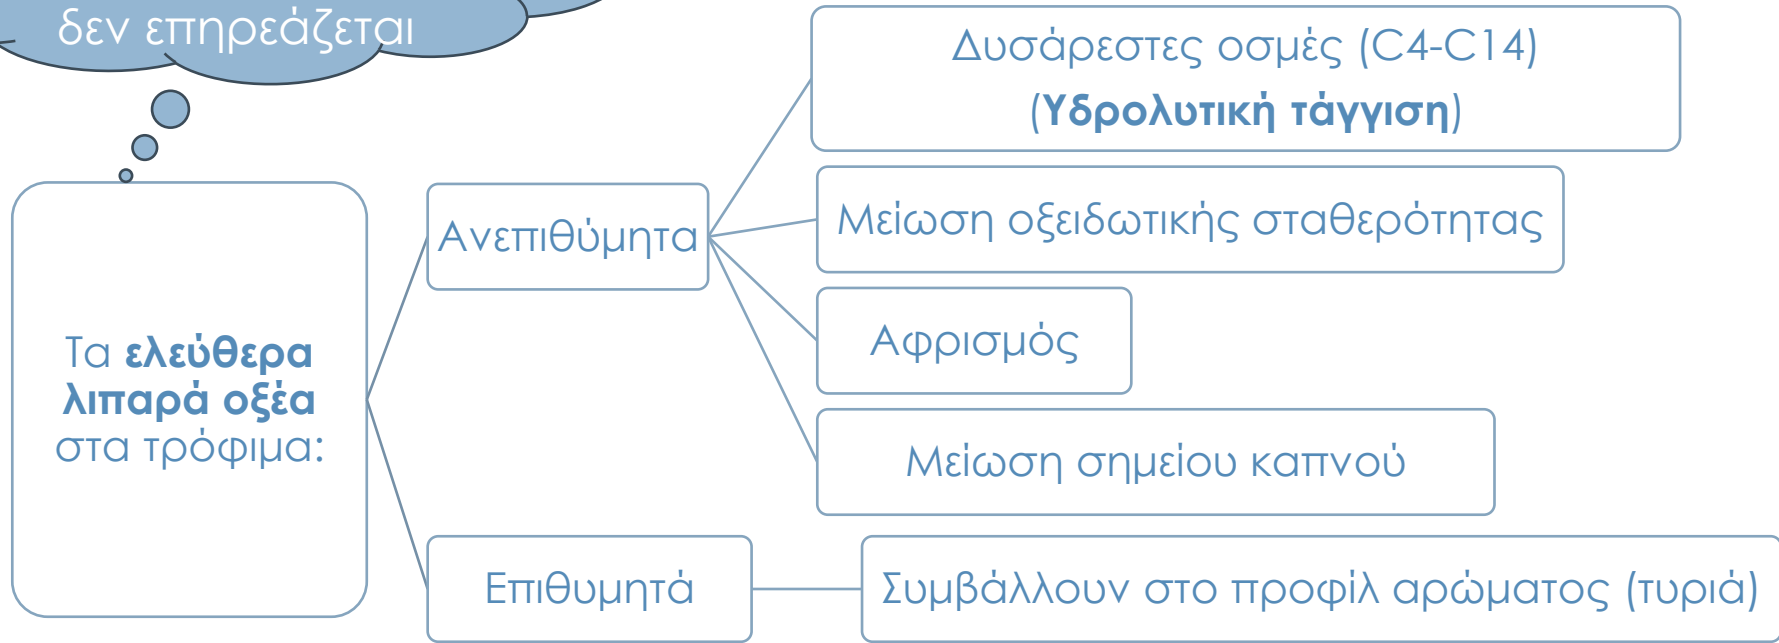 δεν επηρεάζεται
Τα ελεύθερα
λιπαρά οξέα
στα τρόφιμα:
Ανεπιθύμητα
Δυσάρεστες οσμές (C4-C14)
(Υδρολυτική τάγγιση)
Μείωση οξειδωτικής σταθερότητας
Αφρισμός
Μείωση σημείου καπνού
Επιθυμητά
Συμβάλλουν στο προφίλ αρώματος (τυριά)